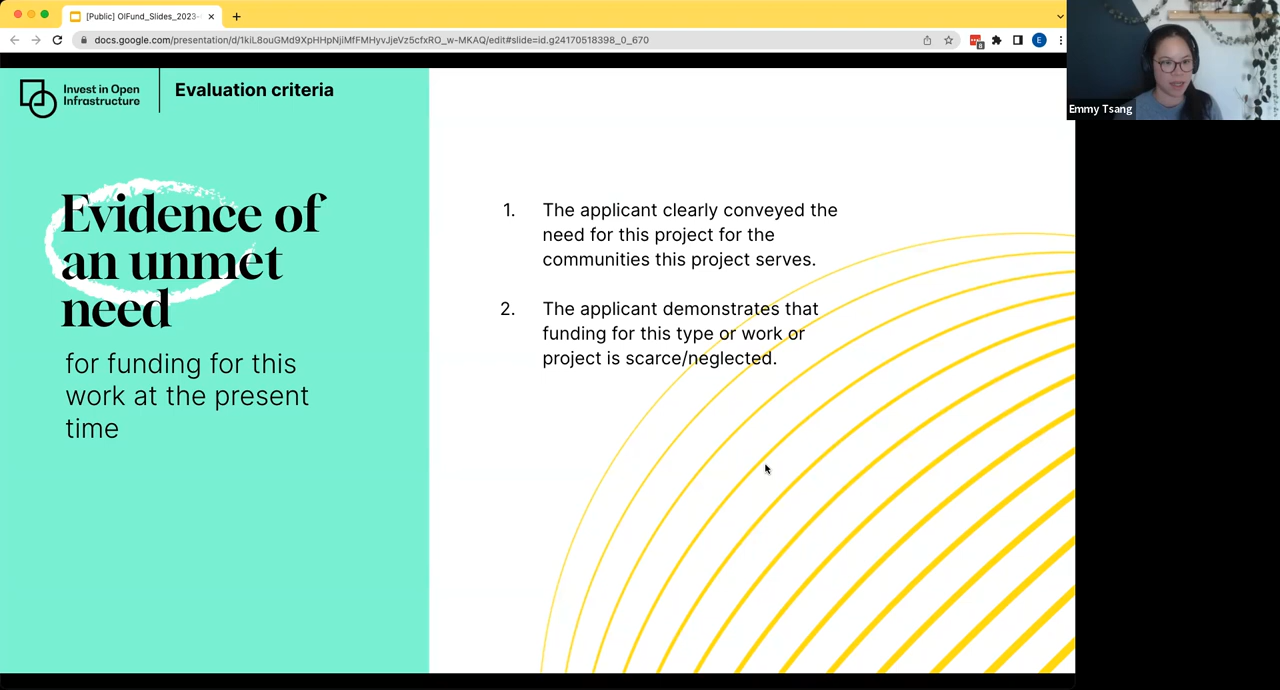 [Public] OIFund_Slides_2023-
docs.google.com/presentation/d/1kiL8ouGMd9XpHHpNjiMfFMHyvJjeVz5cfxRO_w-MKAQ/edit#slide=id.g24170518398_0_670
E
Emmy Tsang
Invest in Open
Infrastructure
Evaluation criteria
Evidence of
an unmet
need
for funding for this
work at the present
time
1. The applicant clearly conveyed the
need for this project for the
communities this project serves.
2. The applicant demonstrates that
funding for this type or work or
project is scarce/neglected.